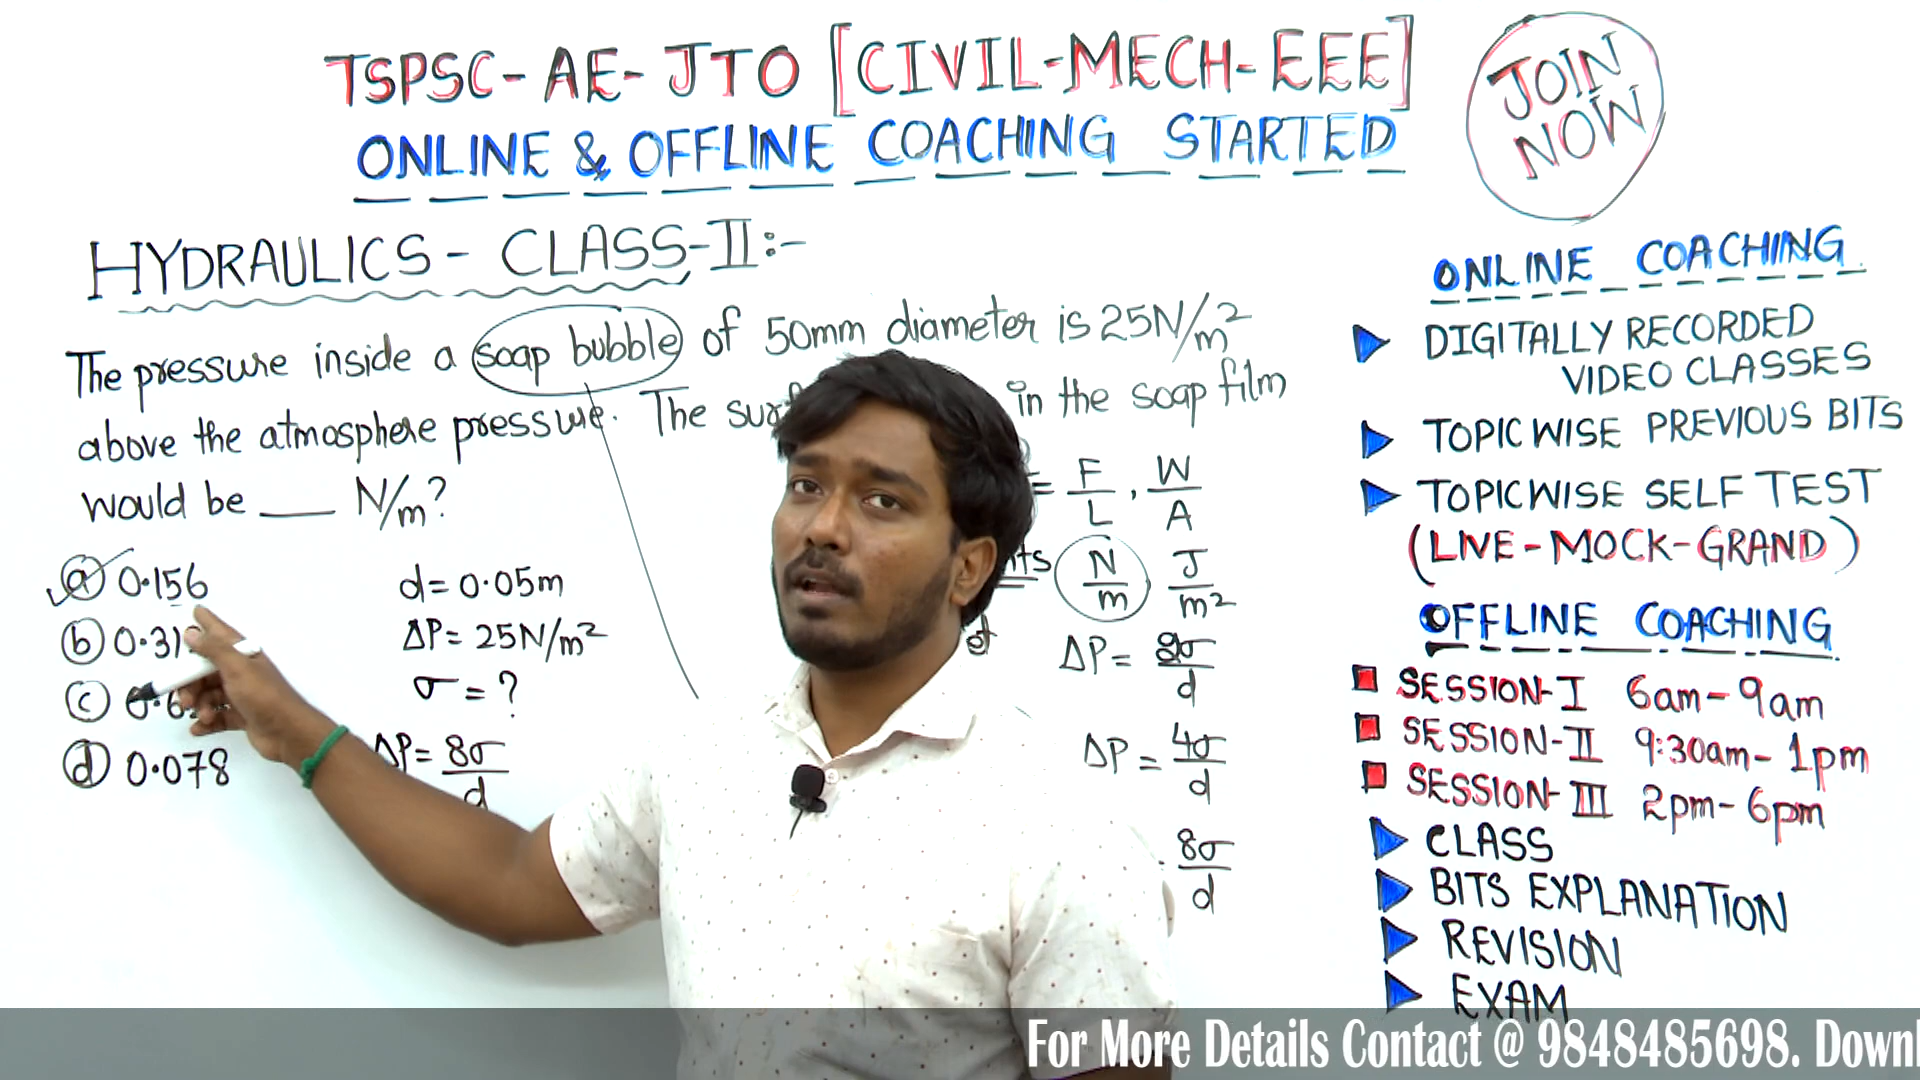 TSPSC-AE-JTO [CIVIL-MECH-EEE]
ONLINE & OFFLINE COACHING STARTED
JOIN
NOW
HYDRAULICS - CLASS-II:-
The pressure inside a soap bubble of 50mm diameter is 25N/m²
above the atmosphere pressure. The in the soap film
would be ___ N/m?
(a) 0.156
(b)
(c)
(d) 0.078
d = 0.05m
ΔP = 25N/m²
σ = ?
ΔP = 8σ/d
= F/L, W/A
N/m, J/m²
ΔP = σ/d
ΔP = 4σ/d
8σ/d
ONLINE COACHING
DIGITALLY RECORDED
VIDEO CLASSES
TOPICWISE PREVIOUS BITS
TOPICWISE SELF TEST
(LIVE-MOCK-GRAND)
OFFLINE COACHING
SESSION-I 6am-9am
SESSION-II 9:30am-1pm
SESSION-III 2pm-6pm
CLASS
BITS EXPLANATION
REVISION
EXAM
For More Details Contact @ 9848485698.